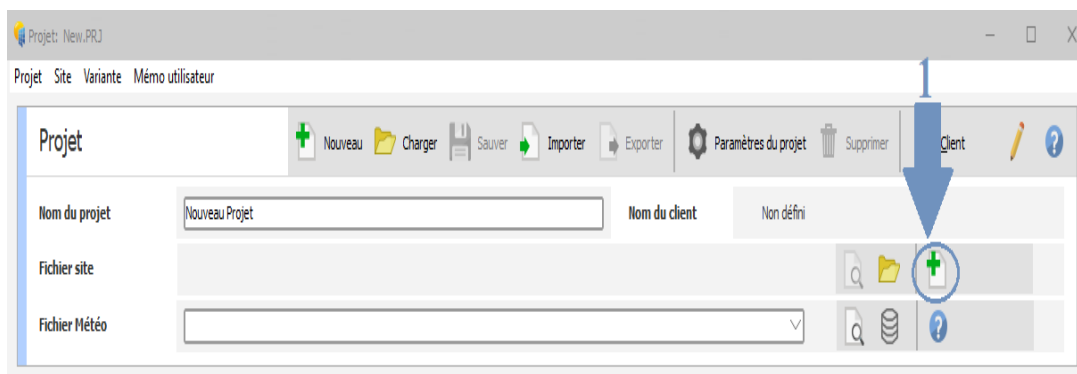 Projet: New.PRJ
Projet Site Variante Mémo utilisateur
1
Projet Nouveau Charger Sauver Importer Exporter Paramètres du projet Supprimer Client
Nom du projet Nouveau Projet Nom du client Non défini
Fichier site
Fichier Météo